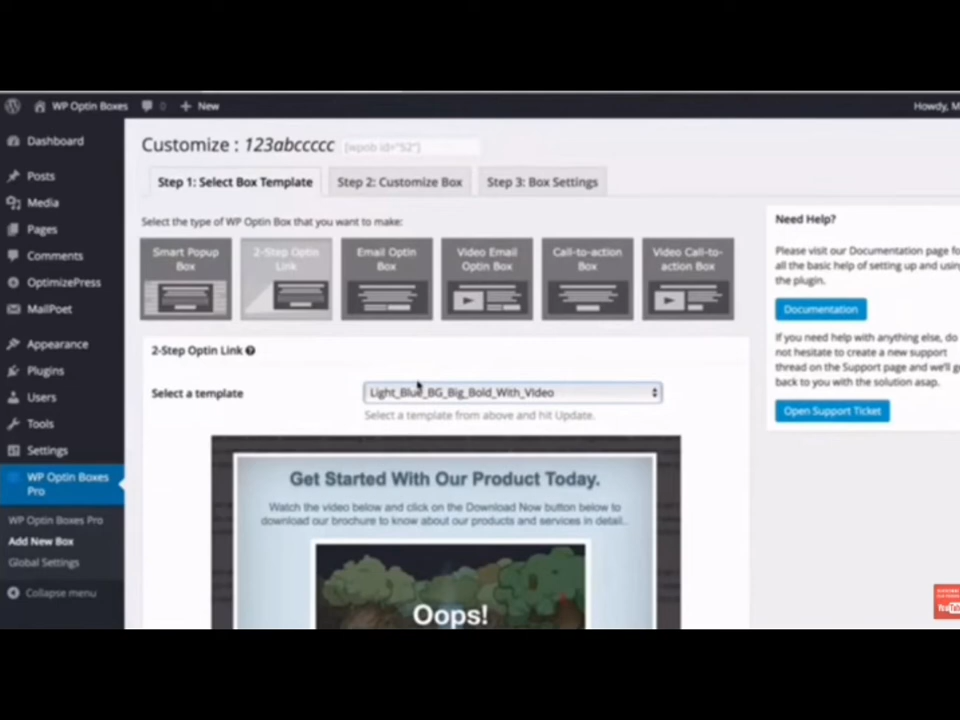 WP Optin Boxes 0 New Howdy, M
Dashboard
Posts
Media
Pages
Comments
OptimizePress
MailPoet
Appearance
Plugins
Users
Tools
Settings
WP Optin Boxes
Pro
WP Optin Boxes Pro
Add New Box
Global Settings
Collapse menu
Customize : 123abccccc [wpob id="52"]
Step 1: Select Box Template Step 2: Customize Box Step 3: Box Settings
Select the type of WP Optin Box that you want to make:
Smart Popup
Box
2-Step Optin
Link
Email Optin
Box
Video Email
Optin Box
Call-to-action
Box
Video Call-to-
action Box
2-Step Optin Link
Select a template Light_Blue_BG_Big_Bold_With_Video
Select a template from above and hit Update.
Get Started With Our Product Today.
Watch the video below and click on the Download Now button below to
download our brochure to know about our products and services in detail..
Oops!
Need Help?
Please visit our Documentation page fo
all the basic help of setting up and using
the plugin.
Documentation
If you need help with anything else, do
not hesitate to create a new support
thread on the Support page and we'll g
back to you with the solution asap.
Open Support Ticket